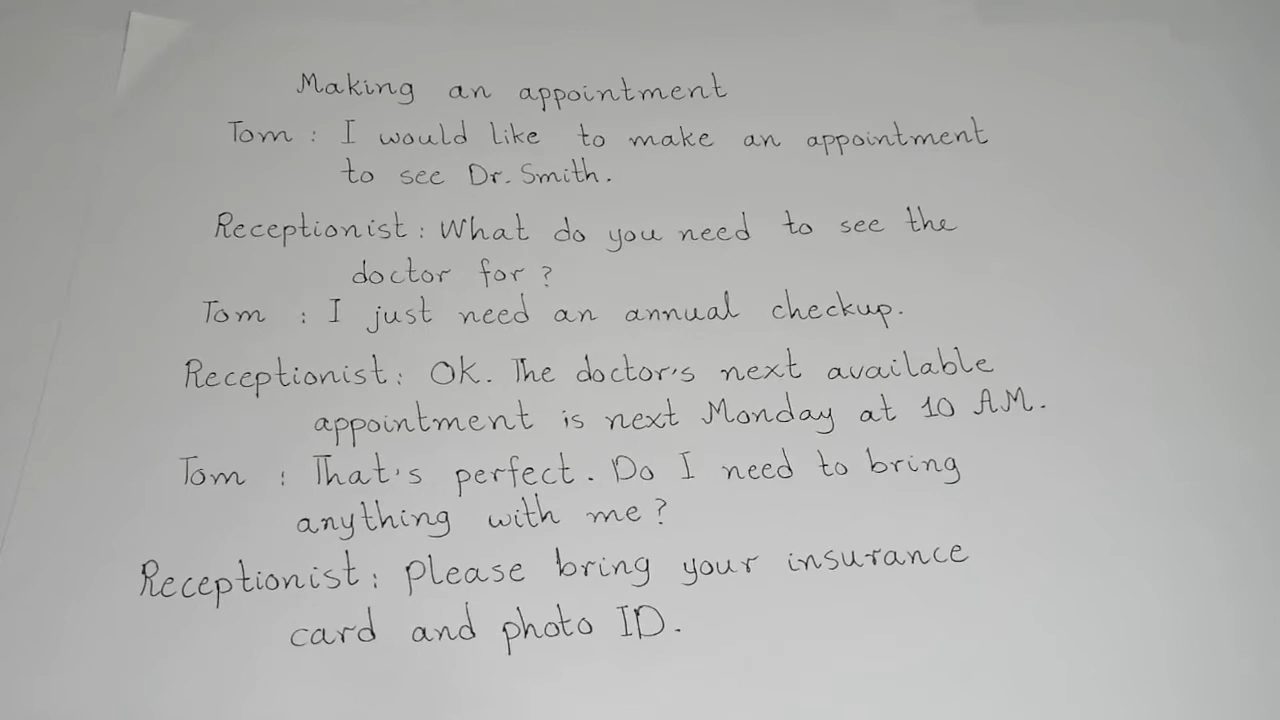 Making an appointment
Tom : I would like to make an appointment
to see Dr. Smith.
Receptionist : What do you need to see the
doctor for ?
Tom : I just need an annual checkup.
Receptionist : OK. The doctor's next available
appointment is next Monday at 10 A.M.
Tom : That's perfect. Do I need to bring
anything with me ?
Receptionist : please bring your insurance
card and photo ID.